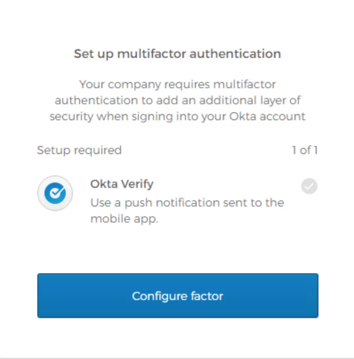 Set up multifactor authentication
Your company requires multifactor
authentication to add an additional layer of
security when signing into your Okta account
Setup required 1 of 1
Okta Verify
Use a push notification sent to the
mobile app.
Configure factor